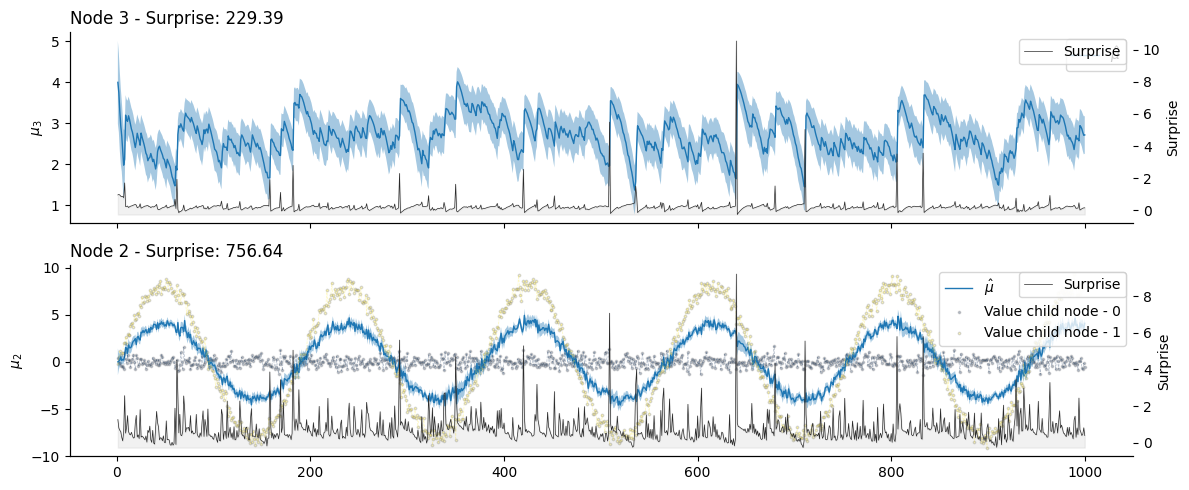 Node 3 - Surprise: 229.39
5
4
3
2
1
μ3
10
8
6
4
2
0
Surprise
Surprise
Node 2 - Surprise: 756.64
10
5
0
−5
−10
μ2
8
6
4
2
0
Surprise
μ̂
Value child node - 0
Value child node - 1
Surprise
0
200
400
600
800
1000